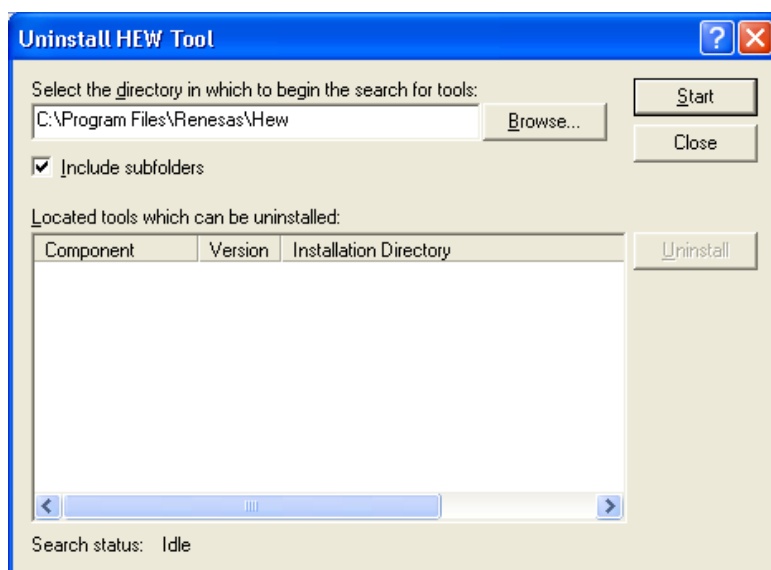 Uninstall HEW Tool
Select the directory in which to begin the search for tools:
C:\Program Files\Renesas\Hew
Browse...
Start
Close
Include subfolders
Located tools which can be uninstalled:
Component Version Installation Directory
Uninstall
Search status: Idle